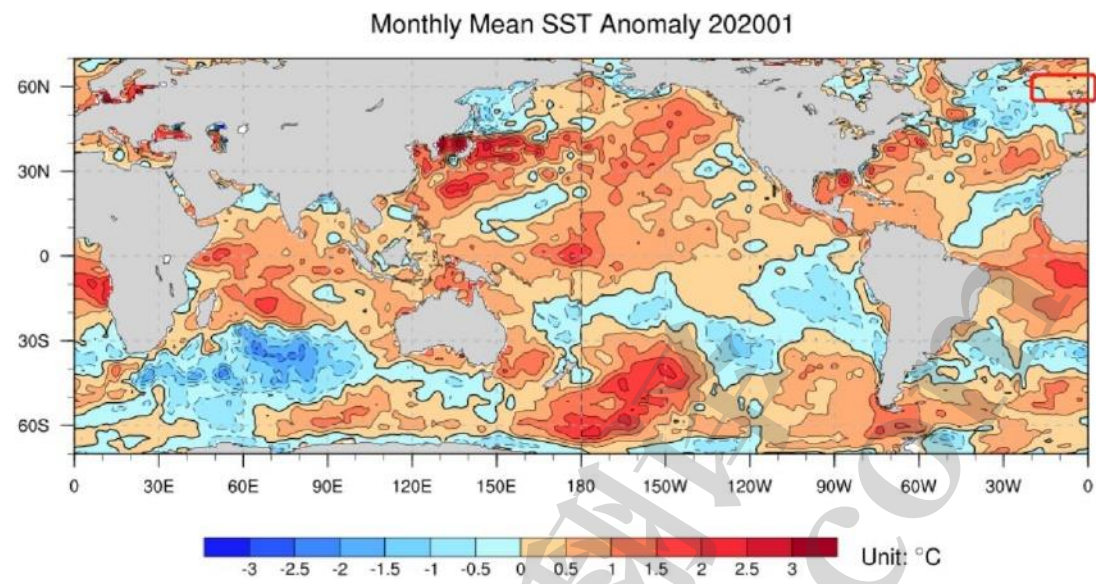 Monthly Mean SST Anomaly 202001
60N
30N
0
30S
60S
0 30E 60E 90E 120E 150E 180 150W 120W 90W 60W 30W 0
-3 -2.5 -2 -1.5 -1 -0.5 0 0.5 1 1.5 2 2.5 3
Unit: °C